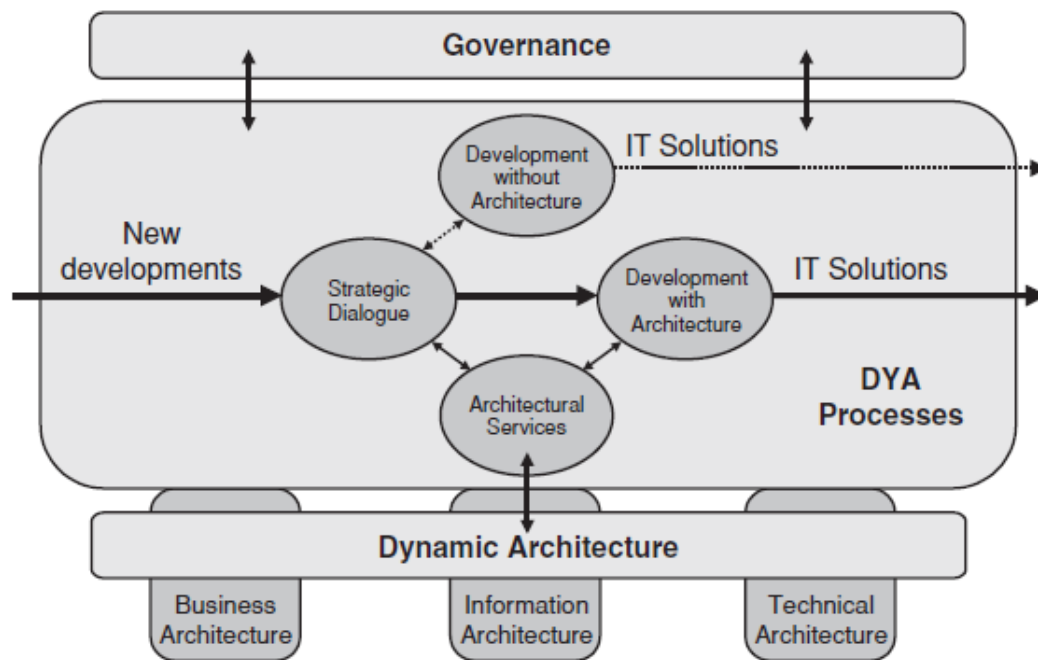 Governance
Development
without
Architecture
IT Solutions
New
developments
Strategic
Dialogue
Development
with
Architecture
IT Solutions
Architectural
Services
DYA
Processes
Dynamic Architecture
Business
Architecture
Information
Architecture
Technical
Architecture